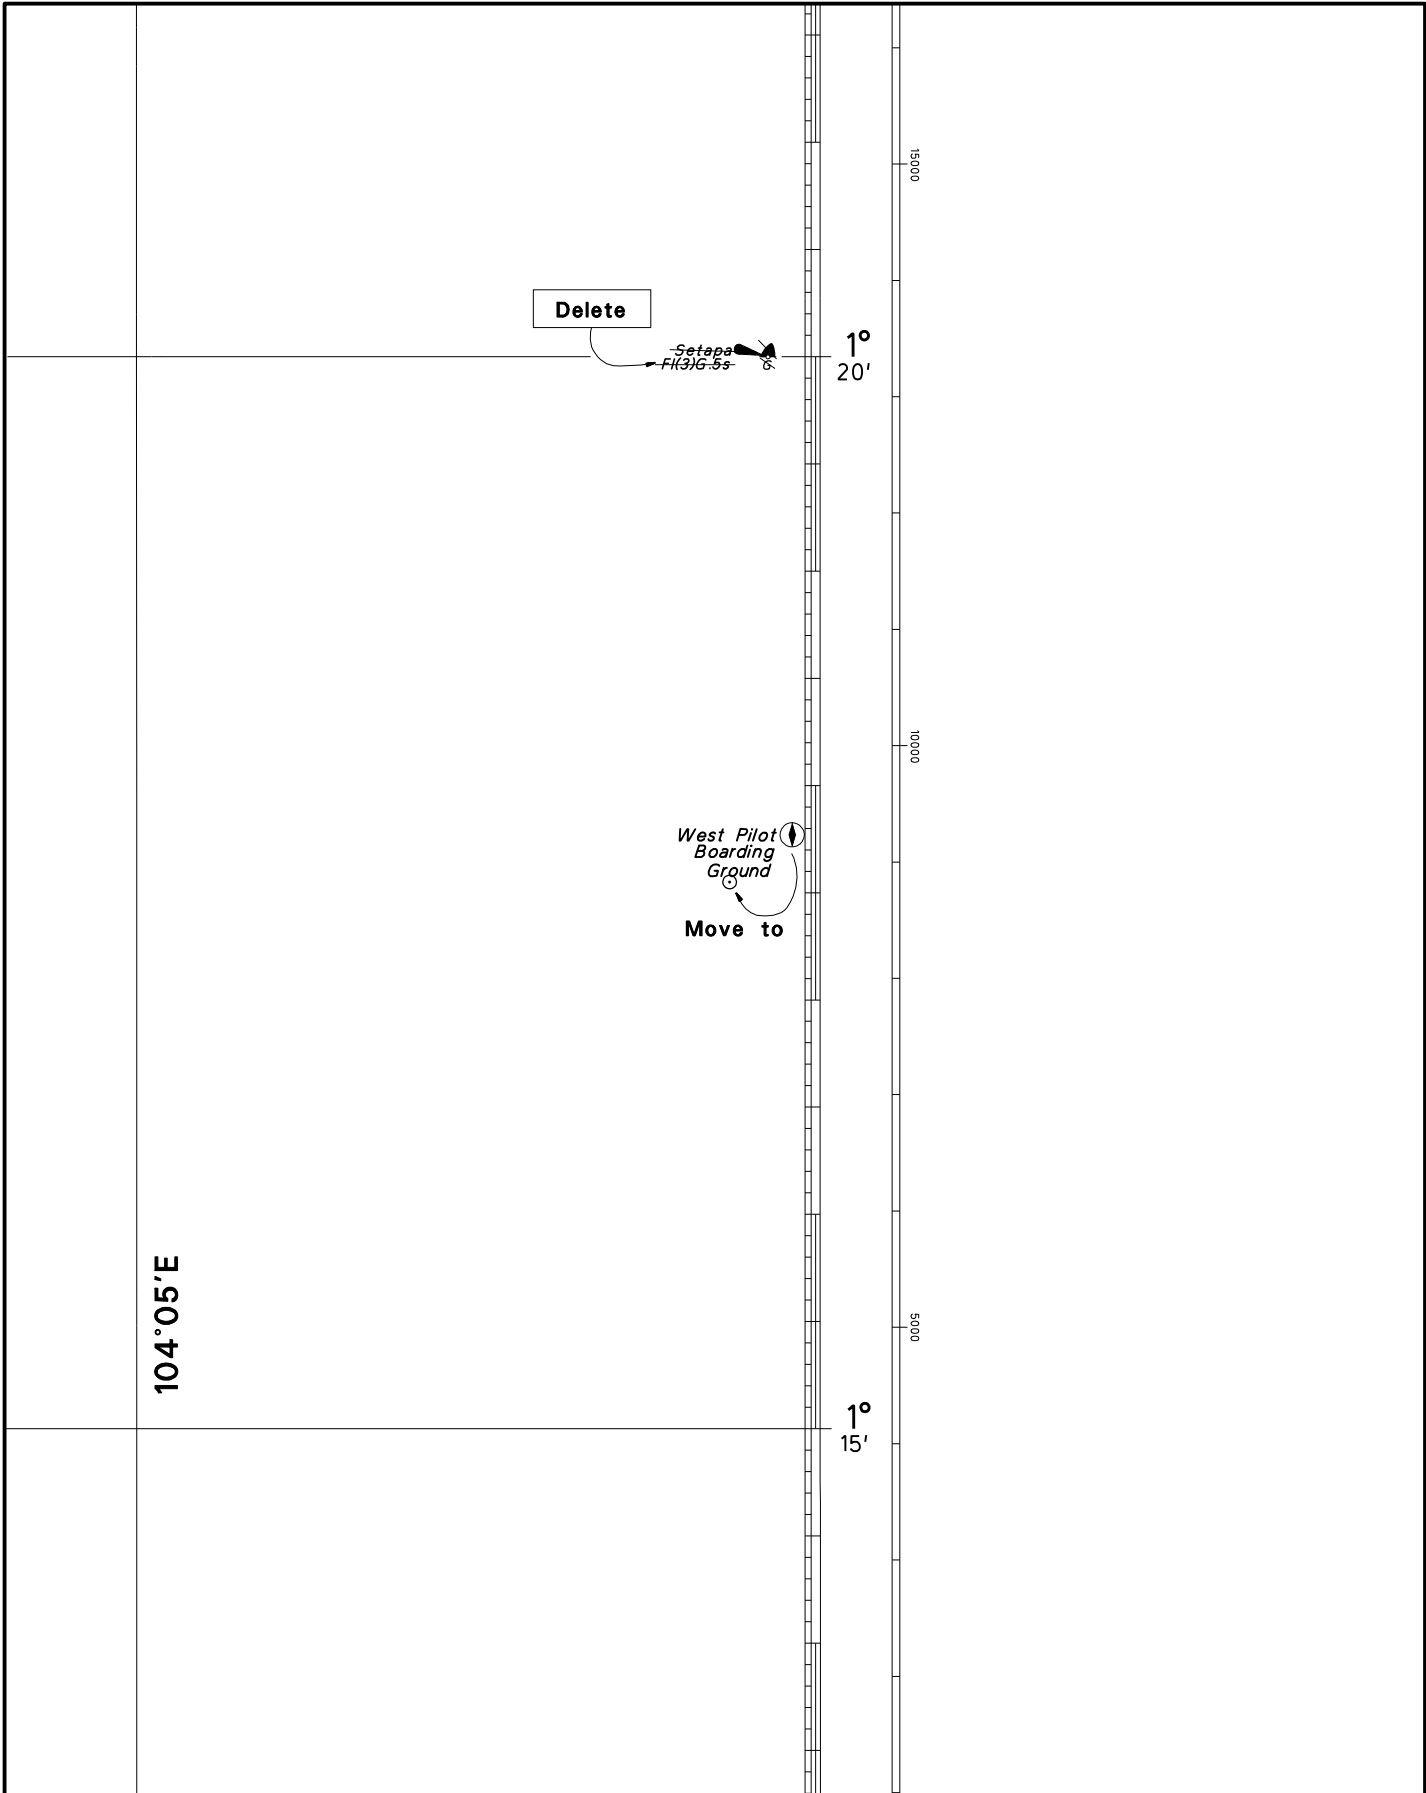 15000
Delete
Setapa
Fl(3)G.5s
G
1°
20'
10000
West Pilot
Boarding
Ground
Move to
104°05'E
5000
1°
15'